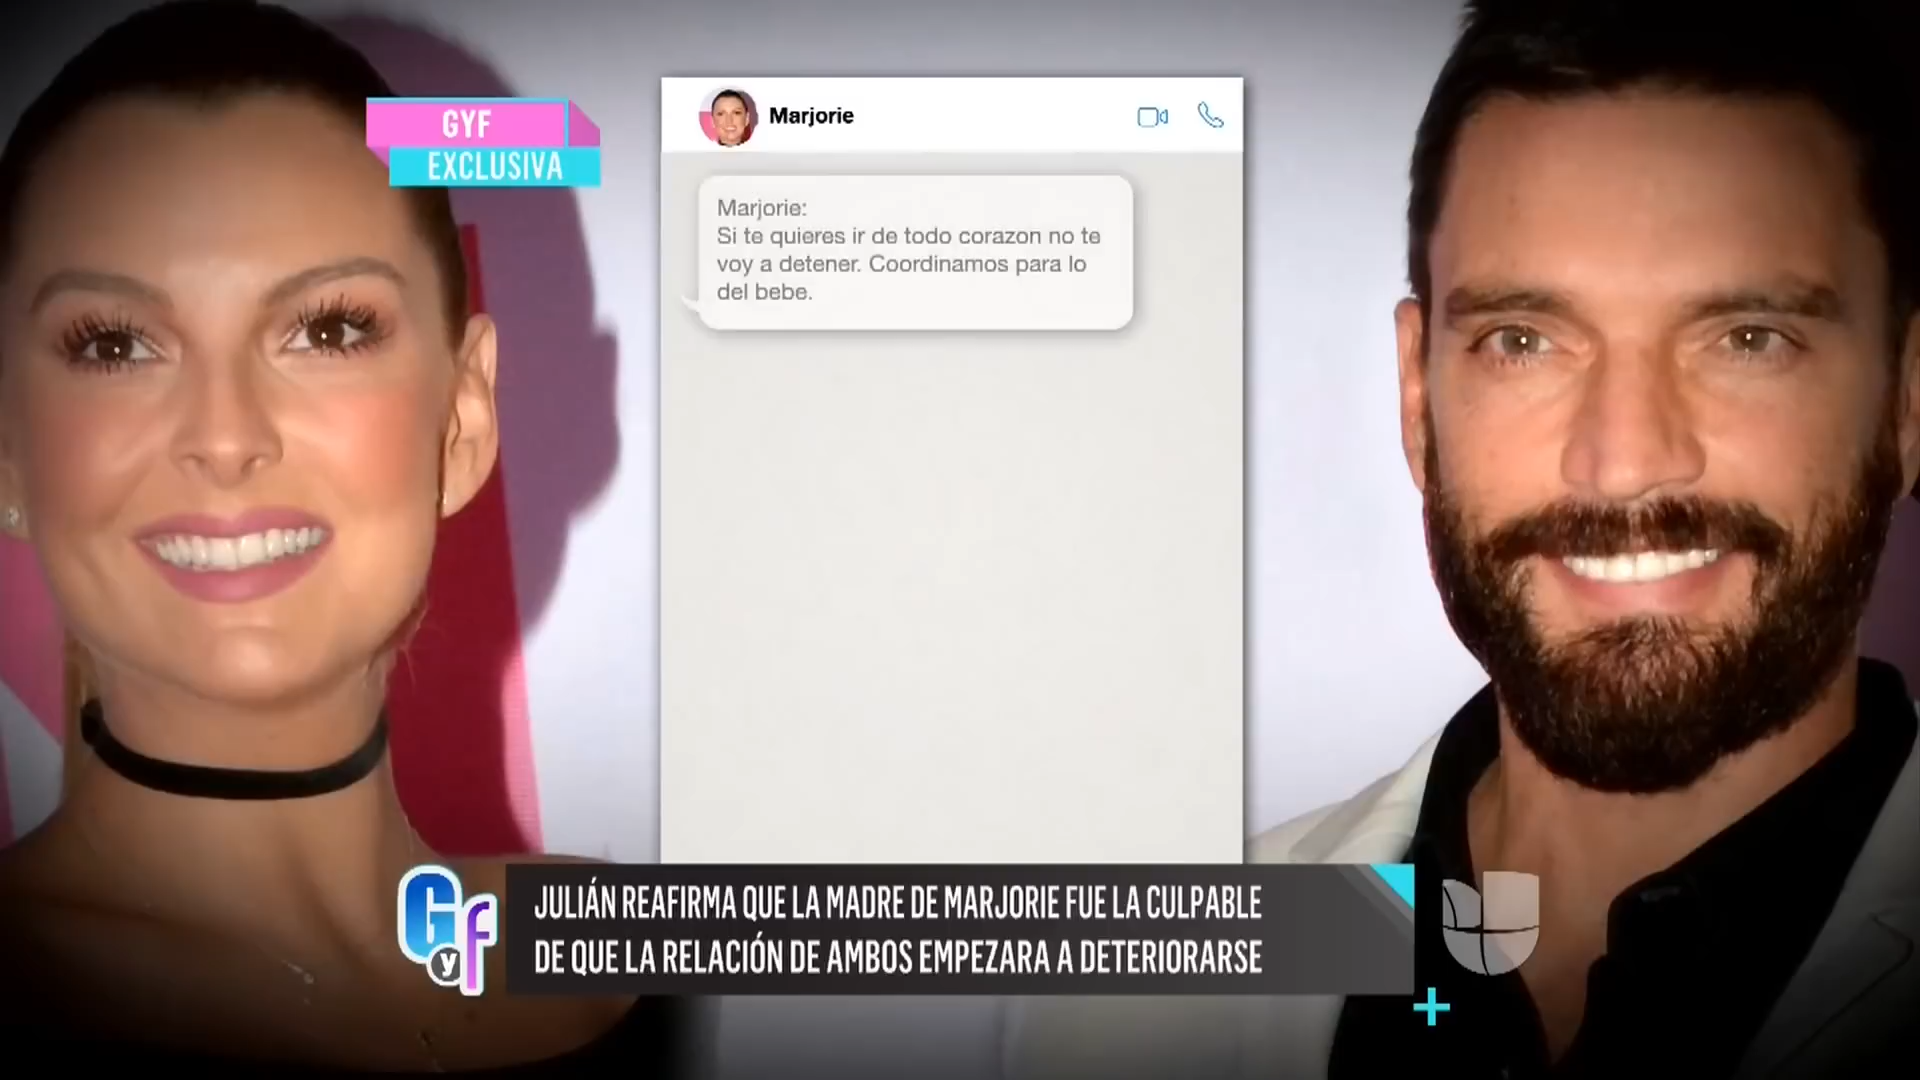 GYF
EXCLUSIVA
Marjorie
Marjorie:
Si te quieres ir de todo corazon no te
voy a detener. Coordinamos para lo
del bebe.
GyF
JULIÁN REAFIRMA QUE LA MADRE DE MARJORIE FUE LA CULPABLE
DE QUE LA RELACIÓN DE AMBOS EMPEZARA A DETERIORARSE